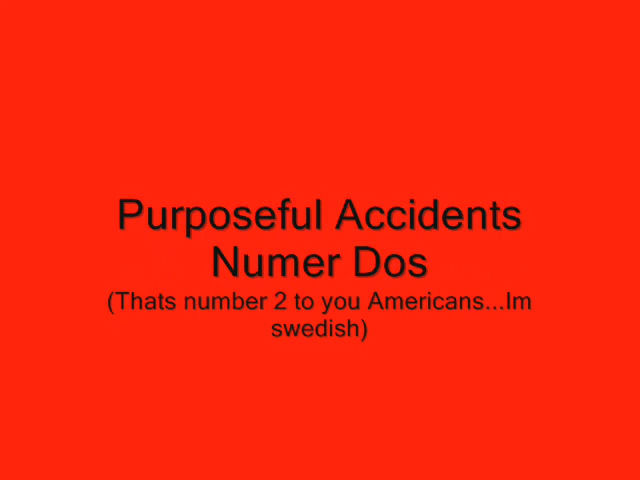 Purposeful Accidents
Numer Dos
(Thats number 2 to you Americans...Im
swedish)